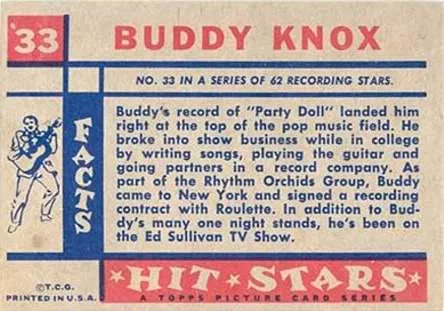 33
BUDDY KNOX
NO. 33 IN A SERIES OF 62 RECORDING STARS.
FACTS
Buddy's record of "Party Doll" landed him
right at the top of the pop music field. He
broke into show business while in college
by writing songs, playing the guitar and
going partners in a record company. As
part of the Rhythm Orchids Group, Buddy
came to New York and signed a recording
contract with Roulette. In addition to Bud-
dy's many one night stands, he's been on
the Ed Sullivan TV Show.
©T.C.G.
PRINTED IN U.S.A.
★HIT★STARS★
A TOPPS PICTURE CARD SERIES